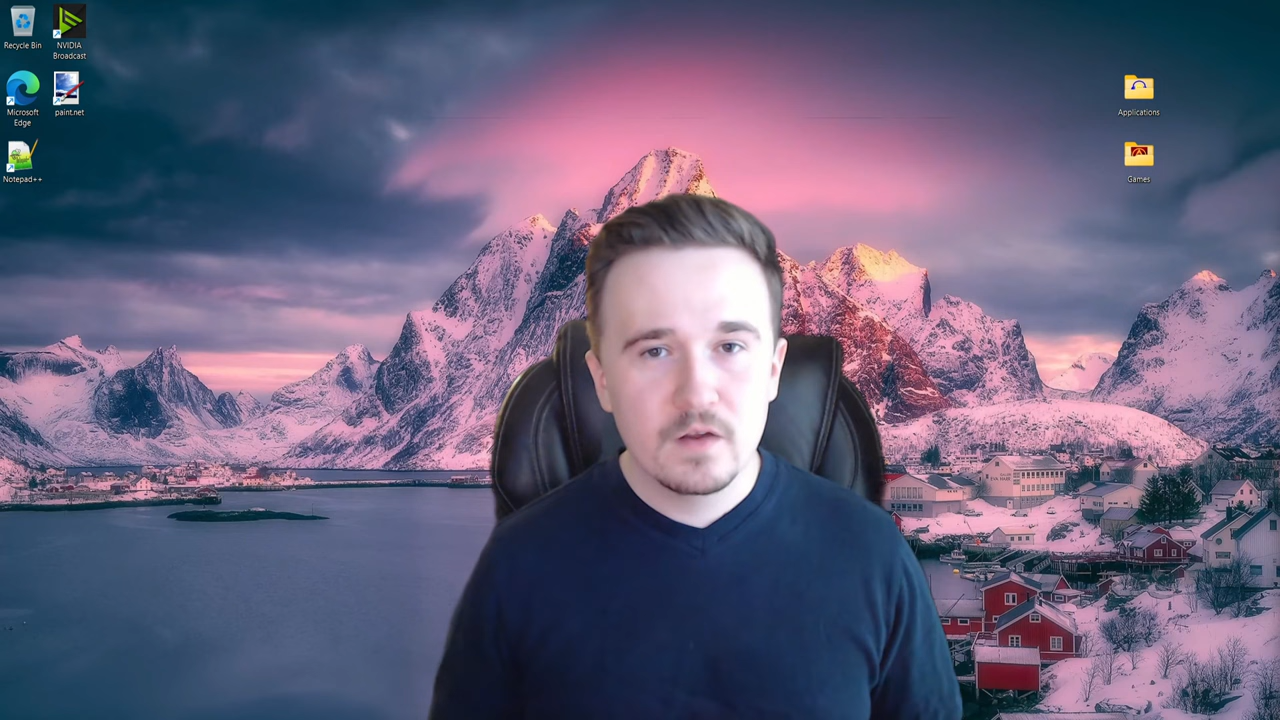 Recycle Bin
NVIDIA
Broadcast
Microsoft
Edge
paint.net
Notepad++
Applications
Games